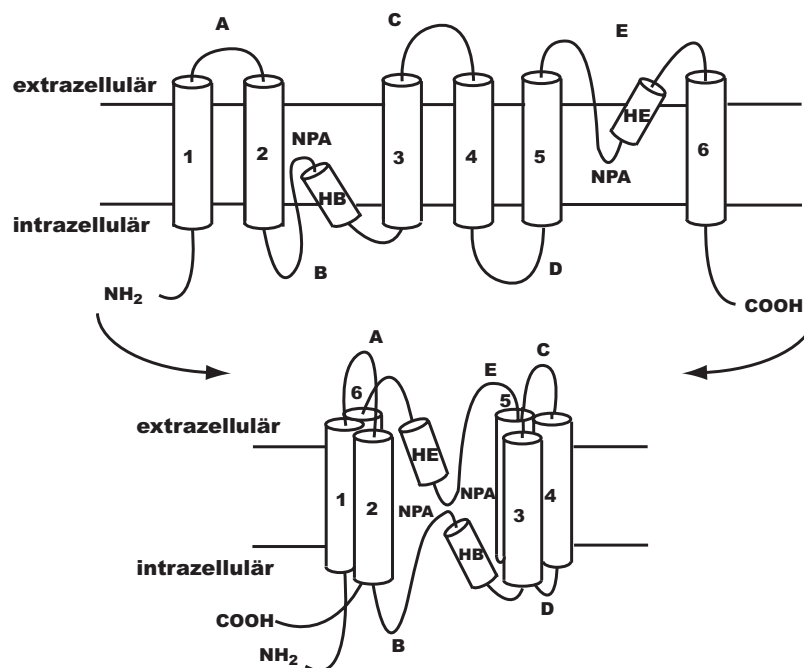 A C E
extrazellulär
1 2 NPA HB 3 4 5 HE NPA 6
intrazellulär
B D
NH2
COOH
A E C
6 5
extrazellulär
HE
1 2 NPA NPA 3 4
HB
intrazellulär
COOH B D
NH2